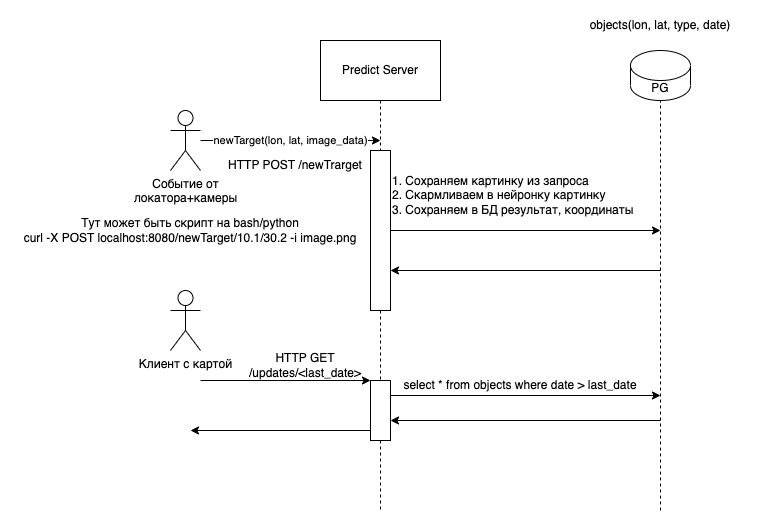 objects(lon, lat, type, date)
Predict Server
PG
newTarget(lon, lat, image_data)
HTTP POST /newTrarget
Событие от
локатора+камеры
1. Сохраняем картинку из запроса
2. Скармливаем в нейронку картинку
3. Сохраняем в БД результат, координаты
Тут может быть скрипт на bash/python
curl -X POST localhost:8080/newTarget/10.1/30.2 -i image.png
Клиент с картой
HTTP GET
/updates/<last_date>
select * from objects where date > last_date